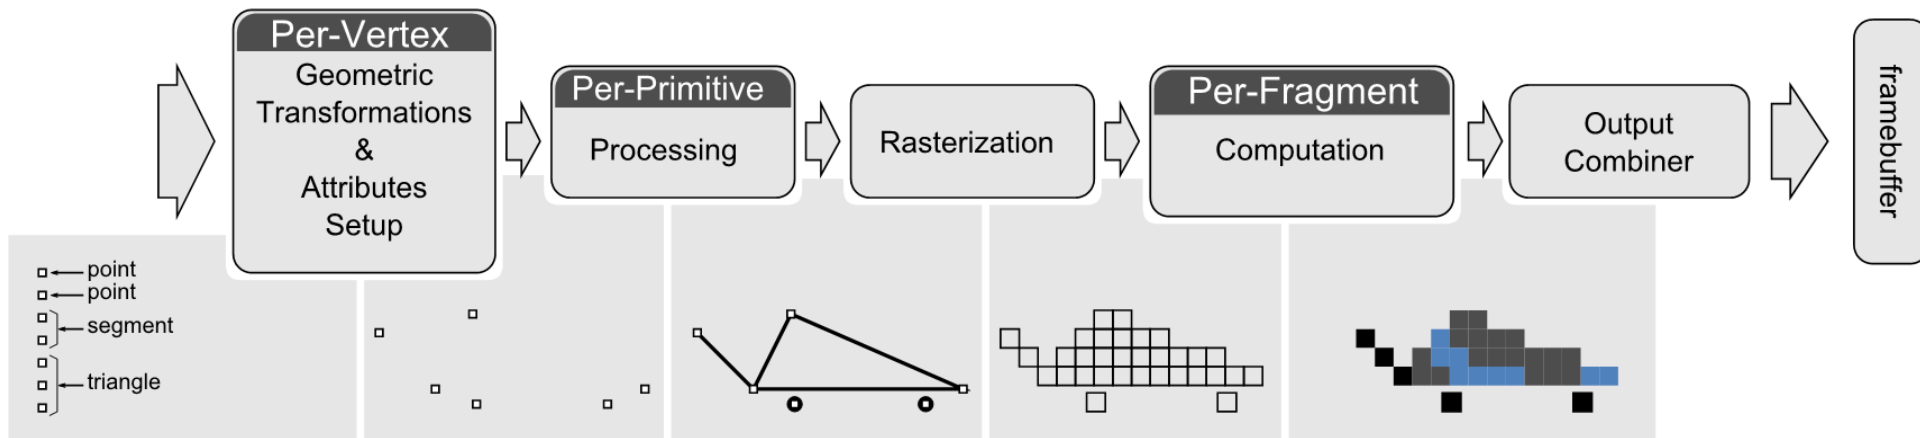 Per-Vertex
Geometric
Transformations
&
Attributes
Setup
Per-Primitive
Processing
Rasterization
Per-Fragment
Computation
Output
Combiner
framebuffer
point
point
segment
triangle